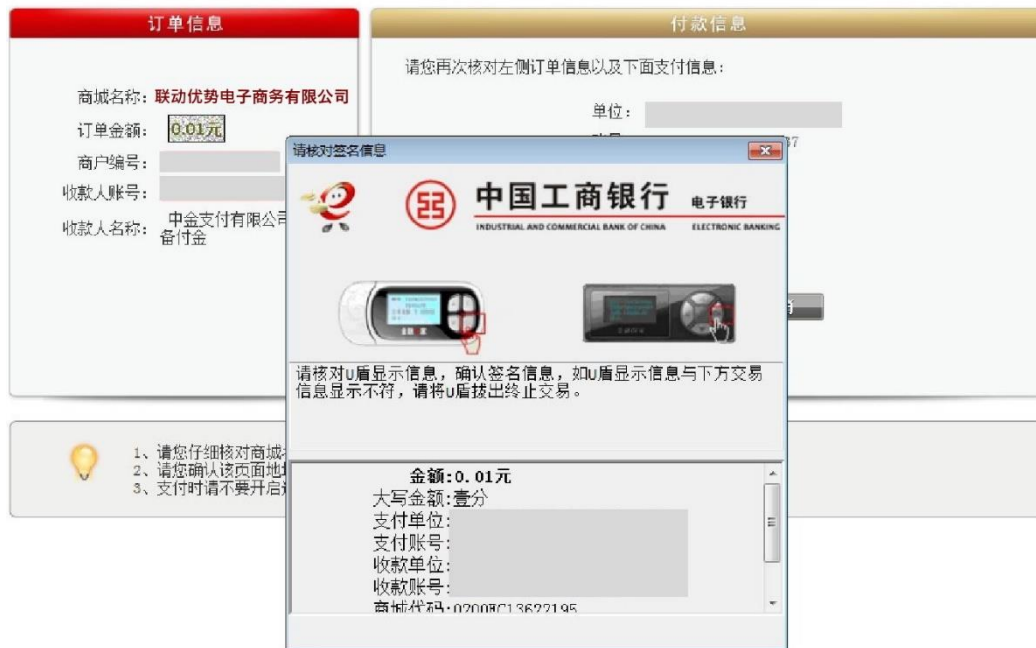 订单信息
商城名称：联动优势电子商务有限公司
订单金额：0.01元
商户编号：
收款人账号：
收款人名称：中金支付有限公司
备付金
付款信息
请您再次核对左侧订单信息以及下面支付信息：
单位：
请核对签名信息
中国工商银行 电子银行
INDUSTRIAL AND COMMERCIAL BANK OF CHINA ELECTRONIC BANKING
请核对U盾显示信息，确认签名信息，如U盾显示信息与下方交易
信息显示不符，请将U盾拔出终止交易。
金额:0.01元
大写金额:壹分
支付单位:
支付账号:
收款单位:
收款账号:
商城代码:0200EC13622195
1、请您仔细核对商城
2、请您确认该页面地
3、支付时请不要开启